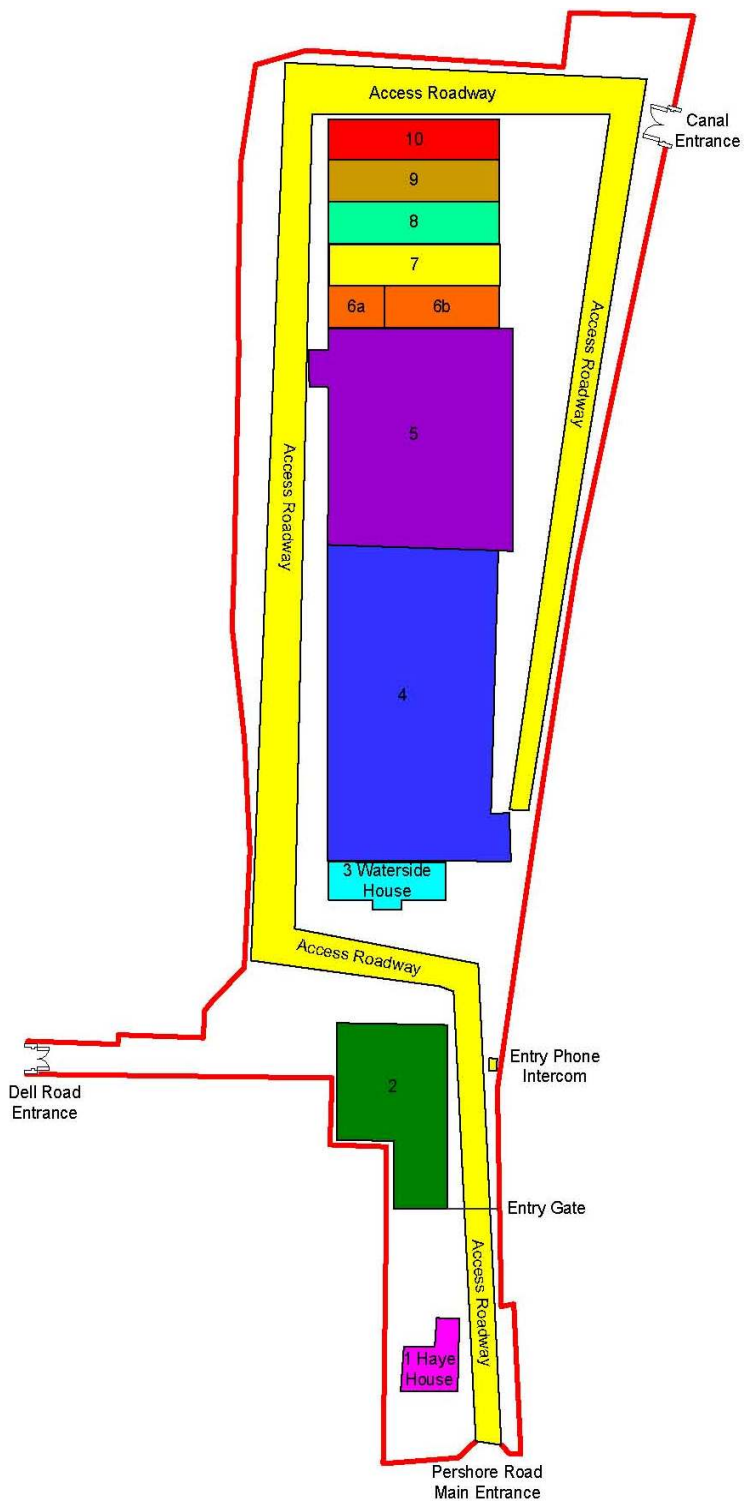 Access Roadway
Canal
Entrance
10
9
8
7
6a
6b
Access Roadway
5
Access Roadway
4
3 Waterside
House
Access Roadway
Entry Phone
Intercom
2
Dell Road
Entrance
Entry Gate
Access Roadway
1 Haye
House
Pershore Road
Main Entrance